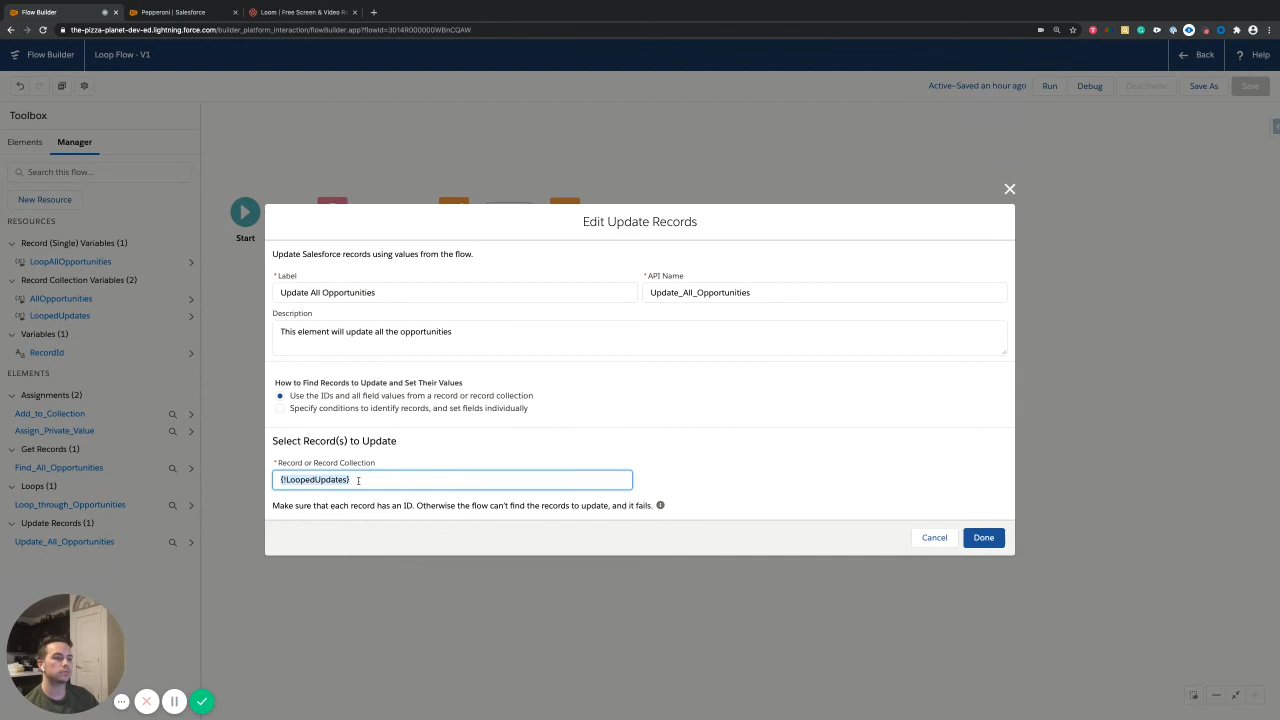 Flow Builder
Pepperoni | Salesforce
Loom | Free Screen & Video Re
the-pizza-planet-dev-ed.lightning.force.com/builder_platform_interaction/flowBuilder.app?flowId=3014R000000WBnCQAW
Flow Builder
Loop Flow - V1
Back
Help
Active–Saved an hour ago
Run
Debug
Deactivate
Save As
Save
Toolbox
Elements
Manager
Search this flow...
New Resource
RESOURCES
Record (Single) Variables (1)
LoopAllOpportunities
Record Collection Variables (2)
AllOpportunities
LoopedUpdates
Variables (1)
RecordId
ELEMENTS
Assignments (2)
Add_to_Collection
Assign_Private_Value
Get Records (1)
Find_All_Opportunities
Loops (1)
Loop_through_Opportunities
Update Records (1)
Update_All_Opportunities
Start
Edit Update Records
Update Salesforce records using values from the flow.
* Label
Update All Opportunities
* API Name
Update_All_Opportunities
Description
This element will update all the opportunities
How to Find Records to Update and Set Their Values
Use the IDs and all field values from a record or record collection
Specify conditions to identify records, and set fields individually
Select Record(s) to Update
* Record or Record Collection
{!LoopedUpdates}
Make sure that each record has an ID. Otherwise the flow can't find the records to update, and it fails.
Cancel
Done